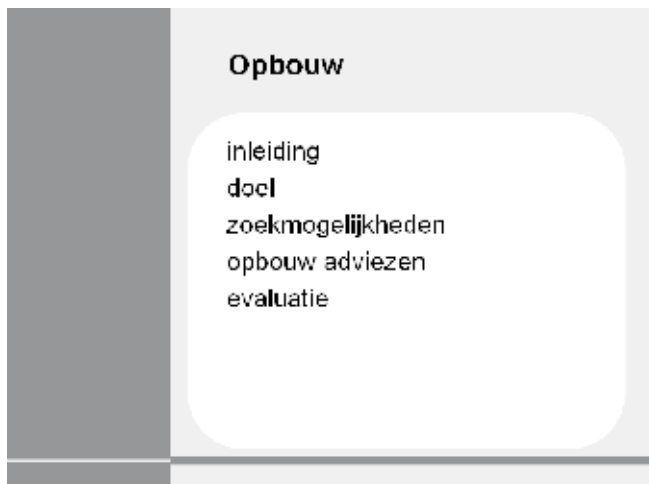 Opbouw
inleiding
doel
zoekmogelijkheden
opbouw adviezen
evaluatie